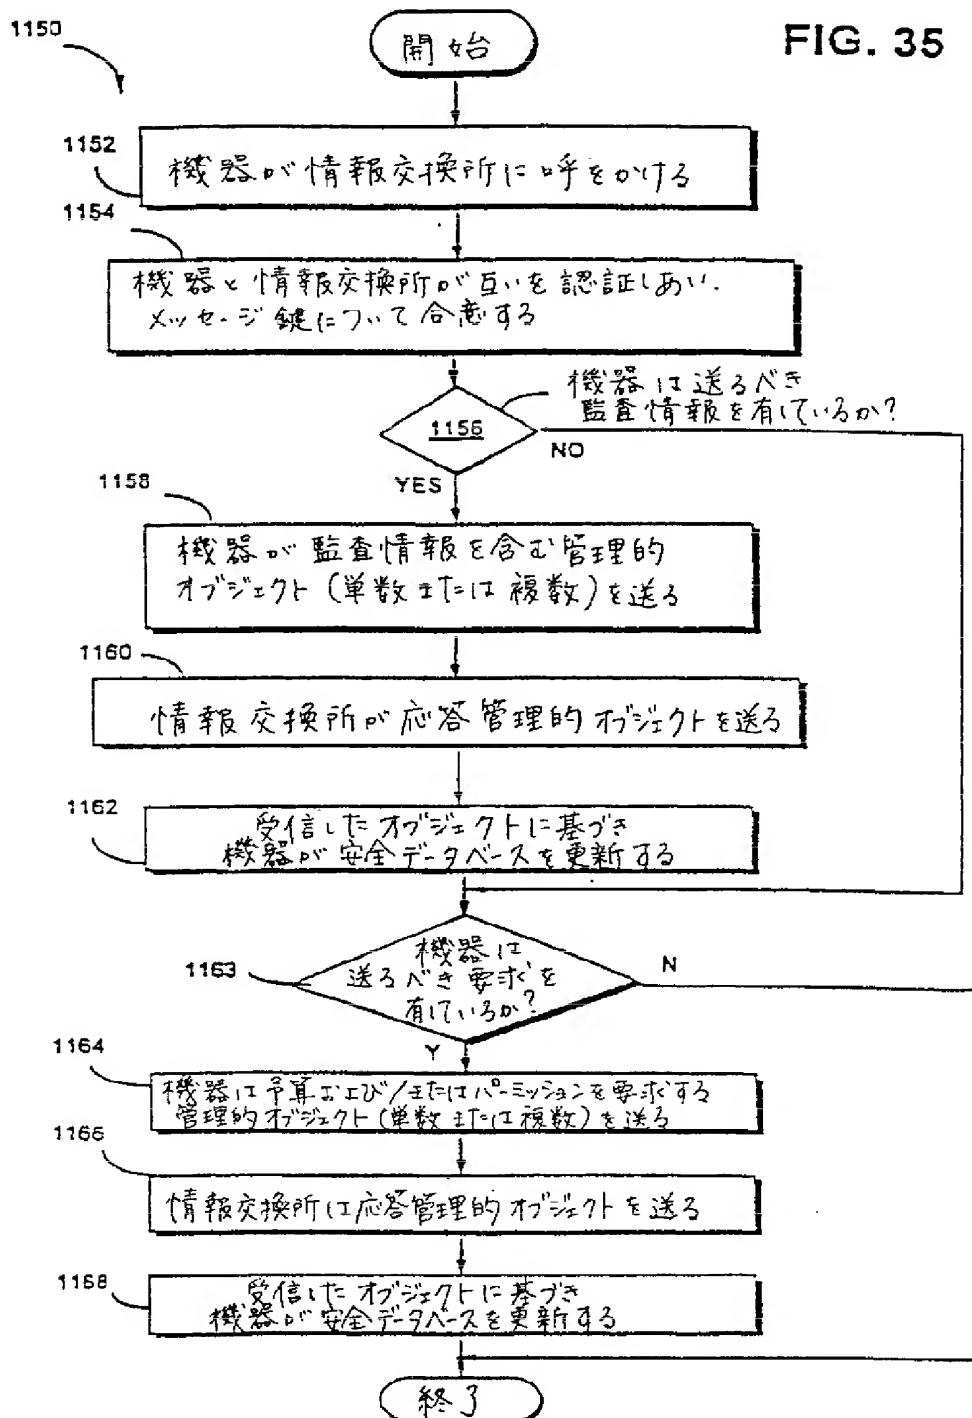 1150
開始
FIG. 35
1152
機器が情報交換所に呼をかける
1154
機器と情報交換所が互いを認証しあい、
メッセージ鍵について合意する
機器は送るべき
監査情報を有しているか?
1156
NO
YES
1158
機器が監査情報を含む管理的
オブジェクト(単数または複数)を送る
1160
情報交換所が応答管理的オブジェクトを送る
1162
受信したオブジェクトに基づき
機器が安全データベースを更新する
1163
機器は
送るべき要求を
有しているか?
N
Y
1164
機器は予算および/またはパーミッションを要求する
管理的オブジェクト(単数または複数)を送る
1166
情報交換所は応答管理的オブジェクトを送る
1168
受信したオブジェクトに基づき
機器が安全データベースを更新する
終了